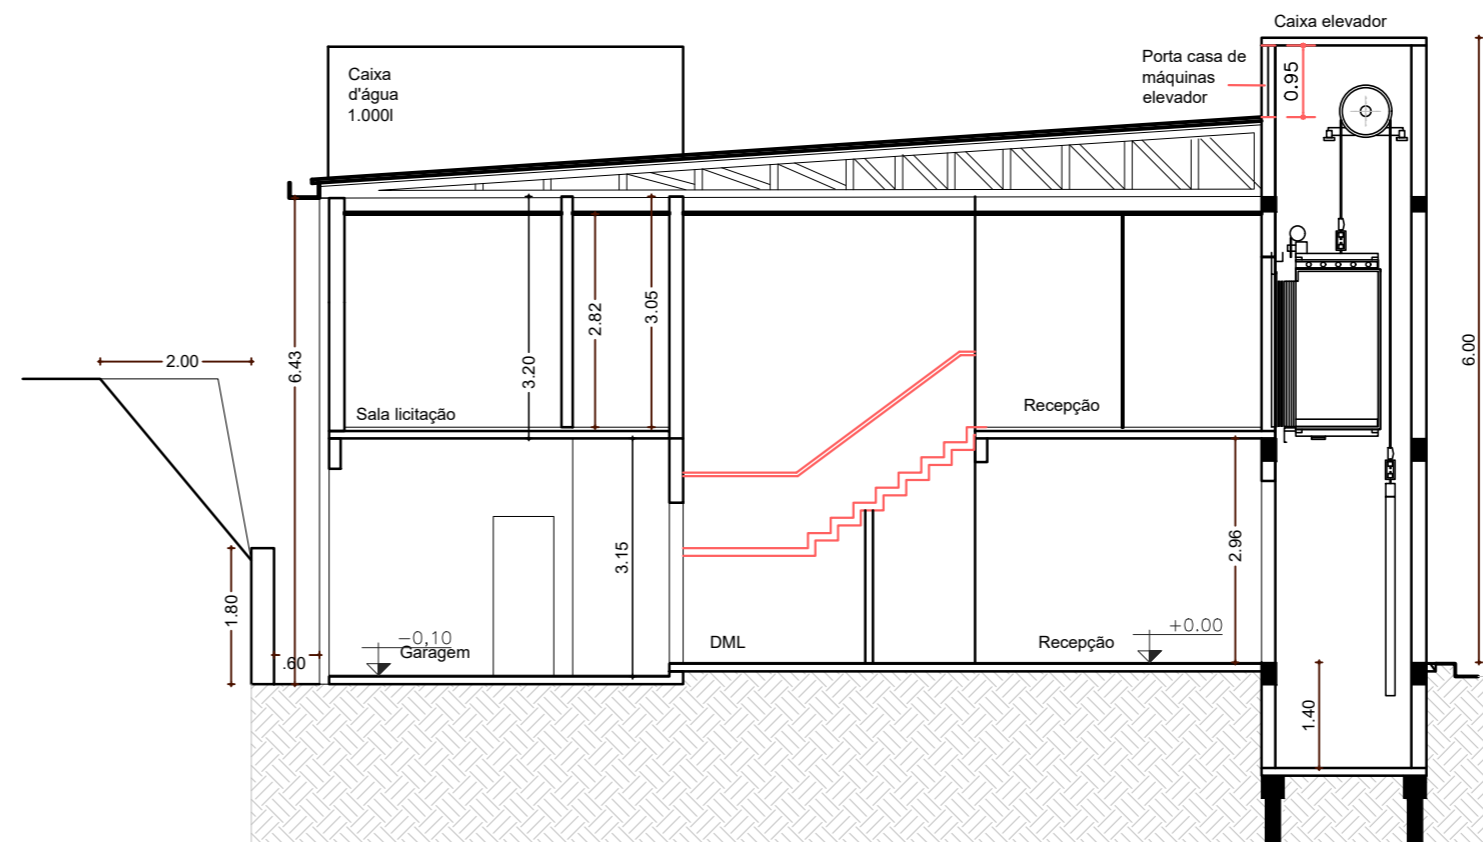 Caixa elevador
Caixa
d'água
1.000l
Porta casa de
máquinas
elevador
0.95
2.00
6.43
3.20
2.82
3.05
6.00
Sala licitação
Recepção
1.80
.60
3.15
2.96
-0,10
Garagem
DML
Recepção
+0.00
1.40